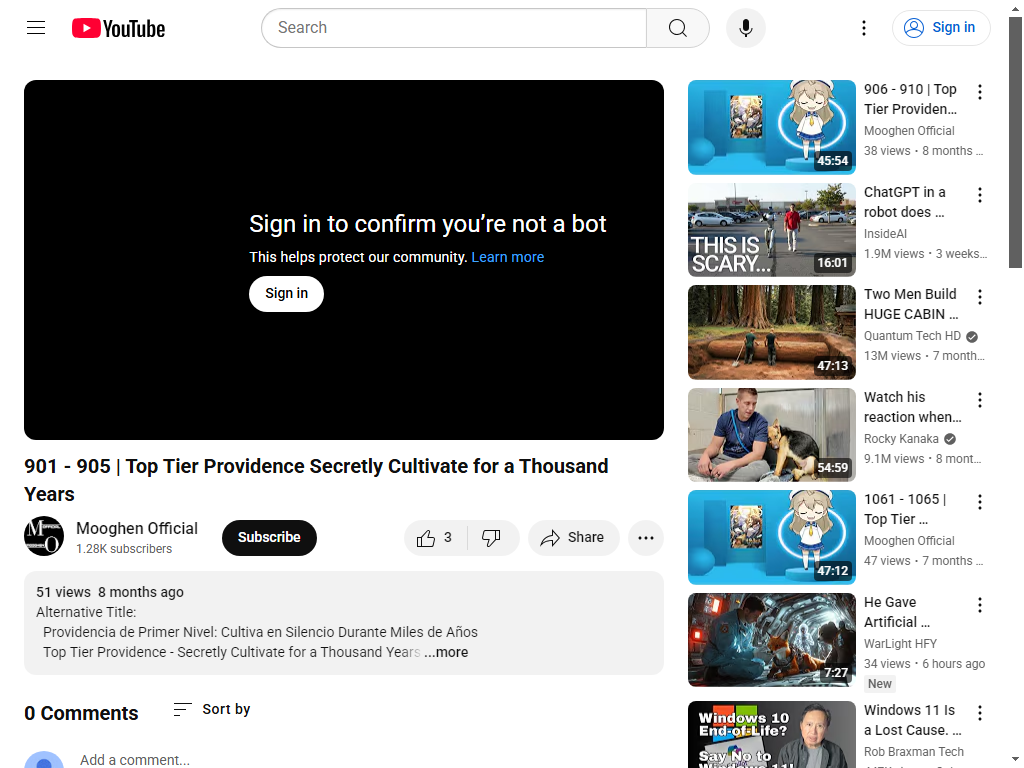 YouTube
Search
Sign in
Sign in to confirm you're not a bot
This helps protect our community. Learn more
Sign in
901 - 905 | Top Tier Providence Secretly Cultivate for a Thousand
Years
Mooghen Official
1.28K subscribers
Subscribe
3
Share
51 views 8 months ago
Alternative Title:
Providencia de Primer Nivel: Cultiva en Silencio Durante Miles de Años
Top Tier Providence - Secretly Cultivate for a Thousand Years ...more
0 Comments
Sort by
Add a comment...
906 - 910 | Top
Tier Providen...
Mooghen Official
38 views • 8 months ...
45:54
ChatGPT in a
robot does ...
InsideAI
1.9M views • 3 weeks...
THIS IS
SCARY...
16:01
Two Men Build
HUGE CABIN ...
Quantum Tech HD
13M views • 7 month...
47:13
Watch his
reaction when...
Rocky Kanaka
9.1M views • 8 mont...
54:59
1061 - 1065 |
Top Tier ...
Mooghen Official
47 views • 7 months ...
47:12
He Gave
Artificial ...
WarLight HFY
34 views • 6 hours ago
New
7:27
Windows 11 Is
a Lost Cause. ...
Rob Braxman Tech
Windows 10
End-of-Life?
Say No to
Windows 11!